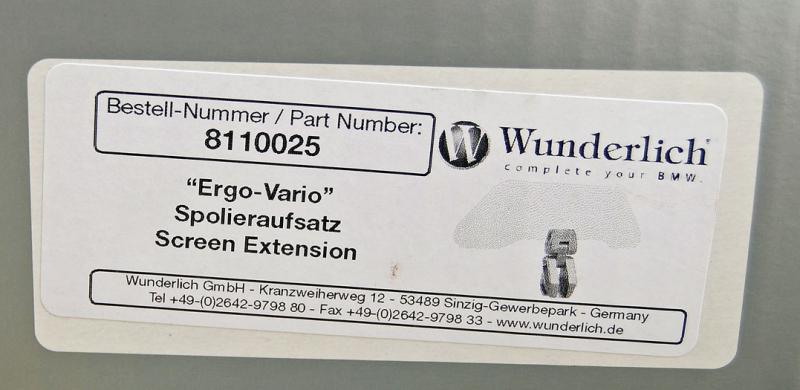 Bestell-Nummer / Part Number:
8110025
W Wunderlich
complete your BMW.
"Ergo-Vario"
Spolieraufsatz
Screen Extension
Wunderlich GmbH - Kranzweiherweg 12 - 53489 Sinzig-Gewerbepark - Germany
Tel +49-(0)2642-9798 80 - Fax +49-(0)2642-9798 33 - www.wunderlich.de